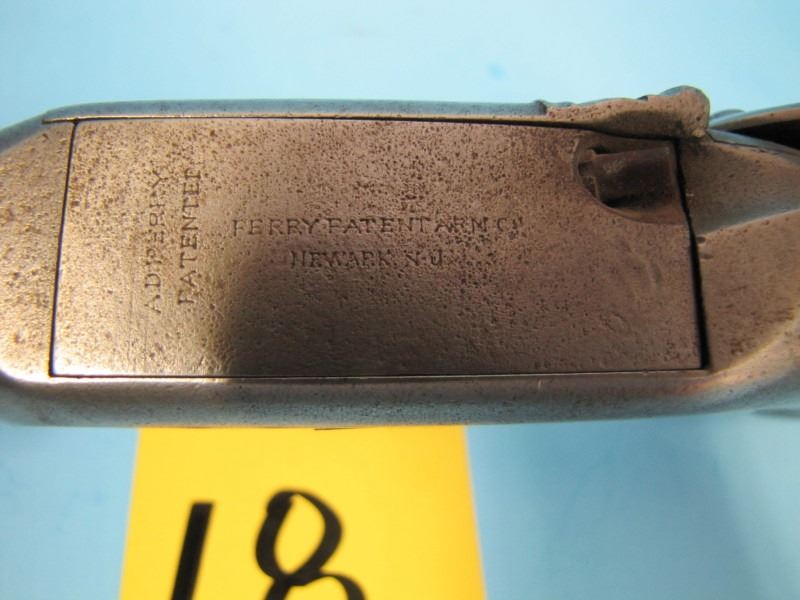 A.D. PERRY
PATENTED
PERRY PATENT ARM CO
NEWARK N.J
18